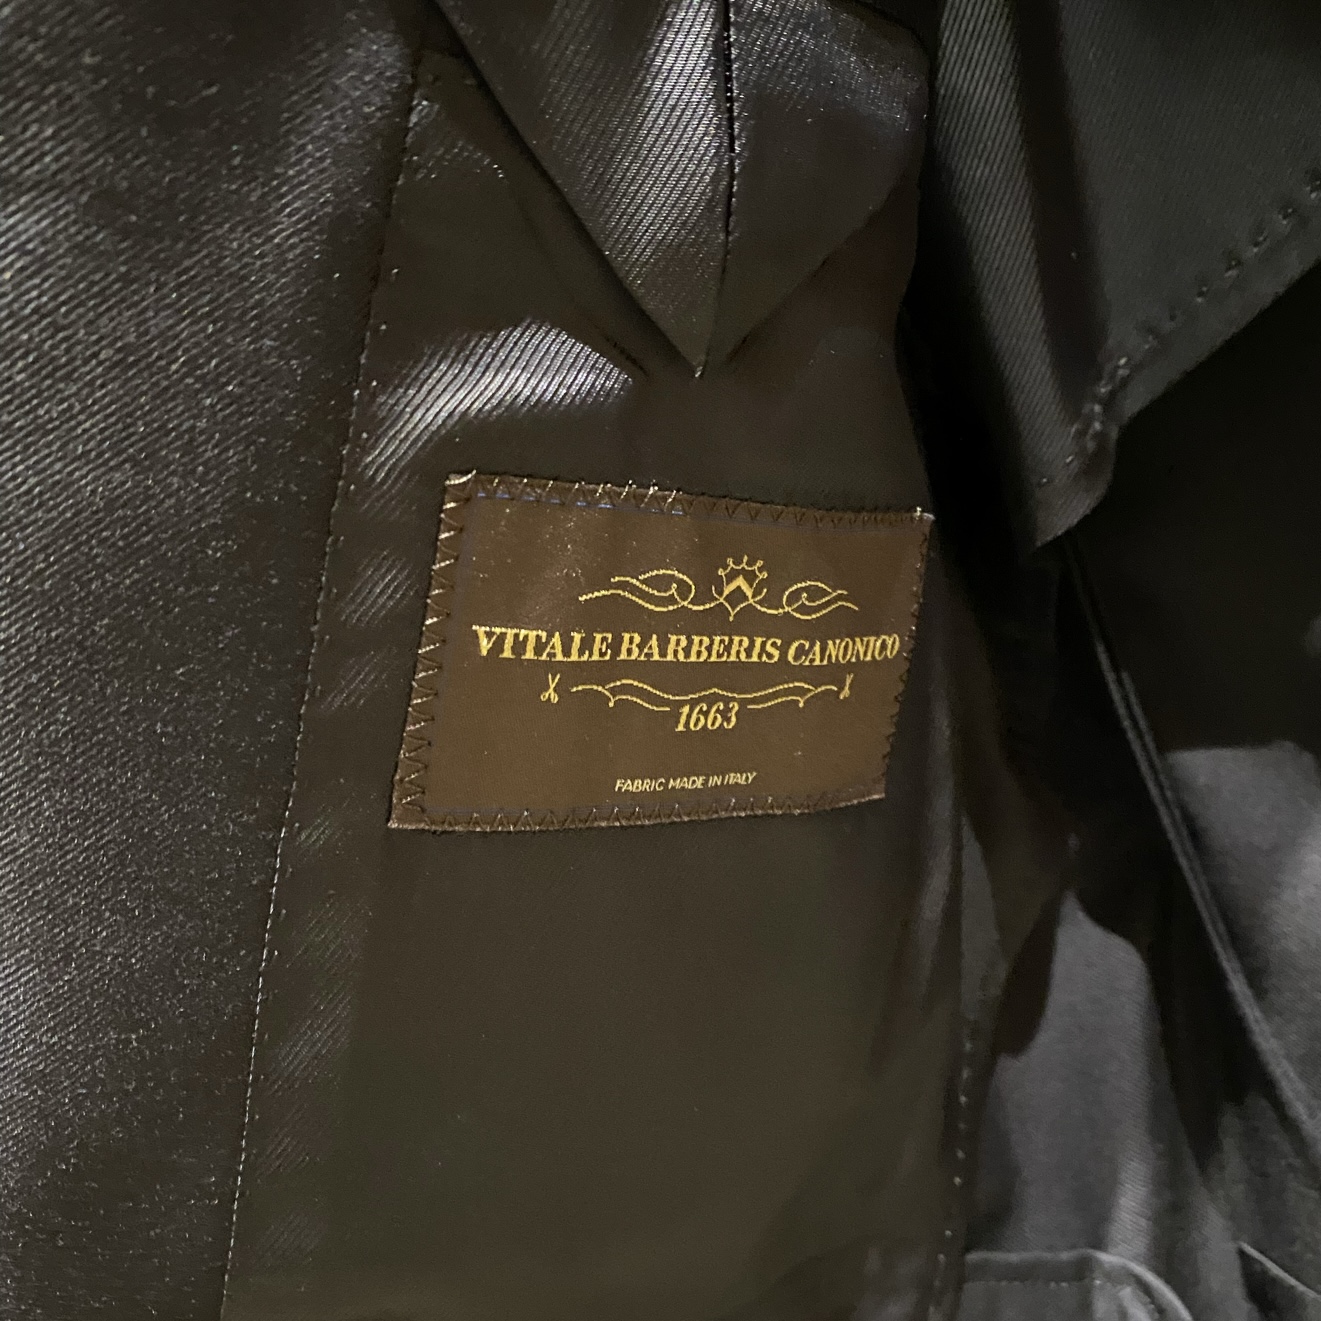 VITALE BARBERIS CANONICO
1663
FABRIC MADE IN ITALY